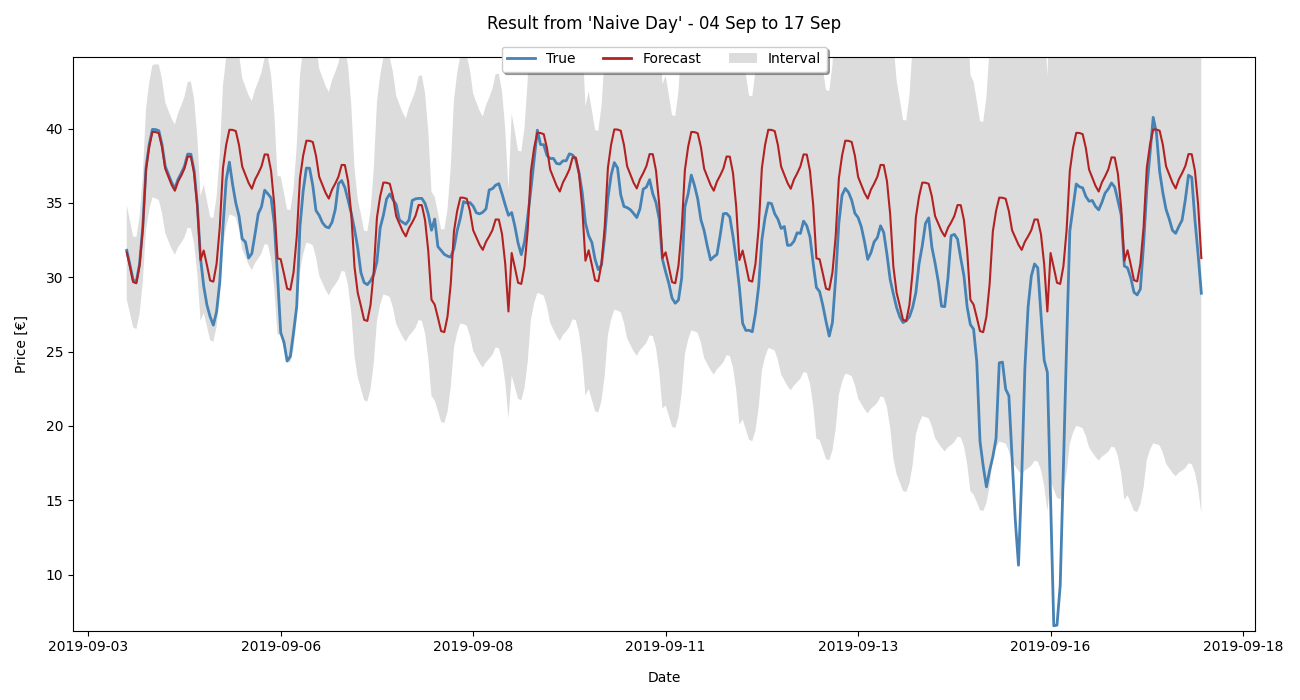 Result from 'Naive Day' - 04 Sep to 17 Sep
True Forecast Interval
Price [€]
40
35
30
25
20
15
10
2019-09-03 2019-09-06 2019-09-08 2019-09-11 2019-09-13 2019-09-16 2019-09-18
Date